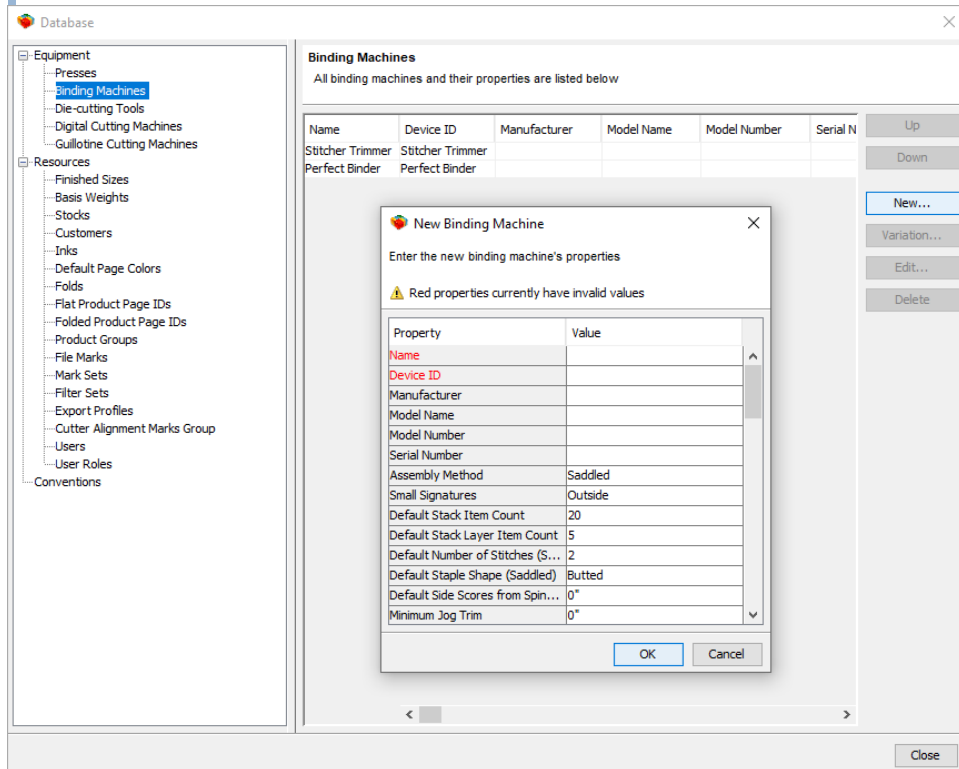 Database
Equipment
Presses
Binding Machines
Die-cutting Tools
Digital Cutting Machines
Guillotine Cutting Machines
Resources
Finished Sizes
Basis Weights
Stocks
Customers
Inks
Default Page Colors
Folds
Flat Product Page IDs
Folded Product Page IDs
Product Groups
File Marks
Mark Sets
Filter Sets
Export Profiles
Cutter Alignment Marks Group
Users
User Roles
Conventions
Binding Machines
All binding machines and their properties are listed below
Name Device ID Manufacturer Model Name Model Number Serial N
Stitcher Trimmer Stitcher Trimmer
Perfect Binder Perfect Binder
Up
Down
New...
Variation...
Edit...
Delete
New Binding Machine
Enter the new binding machine's properties
Red properties currently have invalid values
Property Value
Name
Device ID
Manufacturer
Model Name
Model Number
Serial Number
Assembly Method Saddled
Small Signatures Outside
Default Stack Item Count 20
Default Stack Layer Item Count 5
Default Number of Stitches (S... 2
Default Staple Shape (Saddled) Butted
Default Side Scores from Spin... 0"
Minimum Jog Trim 0"
OK Cancel
Close